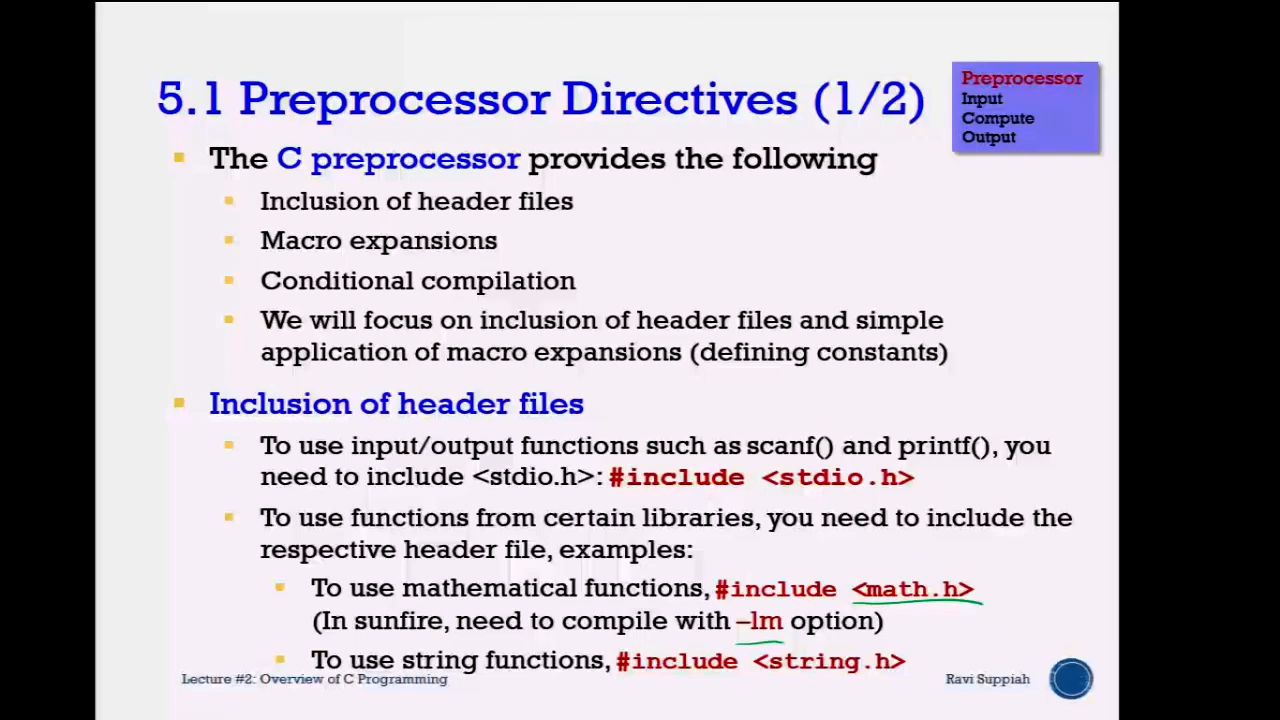 5.1 Preprocessor Directives (1/2)
Preprocessor
Input
Compute
Output
The C preprocessor provides the following
Inclusion of header files
Macro expansions
Conditional compilation
We will focus on inclusion of header files and simple
application of macro expansions (defining constants)
Inclusion of header files
To use input/output functions such as scanf() and printf(), you
need to include <stdio.h>: #include <stdio.h>
To use functions from certain libraries, you need to include the
respective header file, examples:
To use mathematical functions, #include <math.h>
(In sunfire, need to compile with –lm option)
To use string functions, #include <string.h>
Lecture #2: Overview of C Programming
Ravi Suppiah